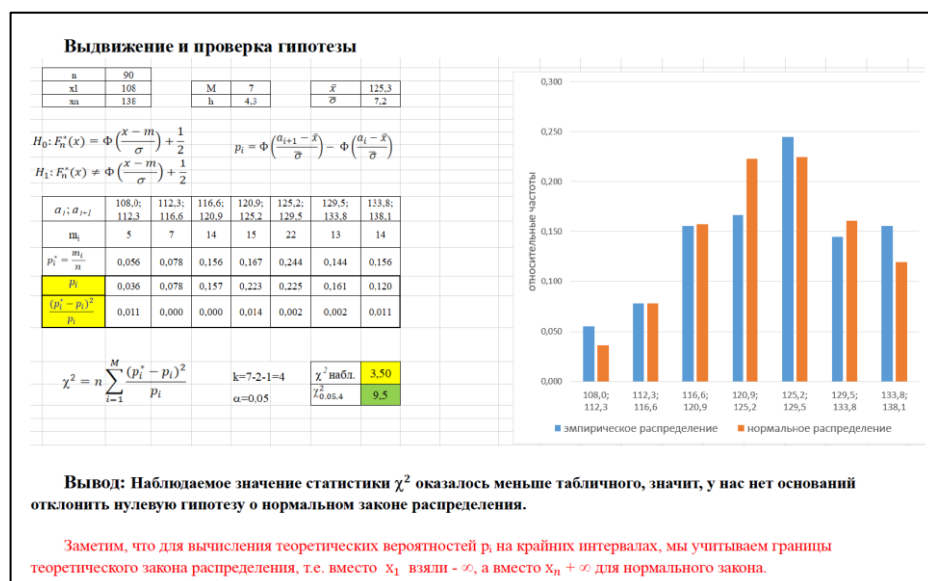 Выдвижение и проверка гипотезы
n 90
x1 108 M 7 x̄ 125,3
xn 138 h 4,3 σ̅ 7,2
H₀: Fₙ*(x) = Φ((x − m)/σ) + 1/2
pᵢ = Φ((aᵢ₊₁ − x̄)/σ̅) − Φ((aᵢ − x̄)/σ̅)
H₁: Fₙ*(x) ≠ Φ((x − m)/σ) + 1/2
aᵢ; aᵢ₊₁ 108,0; 112,3 112,3; 116,6 116,6; 120,9 120,9; 125,2 125,2; 129,5 129,5; 133,8 133,8; 138,1
mᵢ 5 7 14 15 22 13 14
pᵢ* = mᵢ/n 0,056 0,078 0,156 0,167 0,244 0,144 0,156
pᵢ 0,036 0,078 0,157 0,223 0,225 0,161 0,120
(pᵢ* − pᵢ)²/pᵢ 0,011 0,000 0,000 0,014 0,002 0,002 0,011
χ² = n ∑ᵢ₌₁ᴹ (pᵢ* − pᵢ)²/pᵢ
k=7-2-1=4
α=0,05
χ² набл. 3,50
χ²₀.₀₅.₄ 9,5
относительные частоты
0,300
0,250
0,200
0,150
0,100
0,050
0,000
108,0; 112,3; 116,6; 120,9; 125,2; 129,5; 133,8;
112,3 116,6 120,9 125,2 129,5 133,8 138,1
эмпирическое распределение нормальное распределение
Вывод: Наблюдаемое значение статистики χ² оказалось меньше табличного, значит, у нас нет оснований
отклонить нулевую гипотезу о нормальном законе распределения.
Заметим, что для вычисления теоретических вероятностей pᵢ на крайних интервалах, мы учитываем границы
теоретического закона распределения, т.е. вместо x₁ взяли - ∞, а вместо xₙ + ∞ для нормального закона.